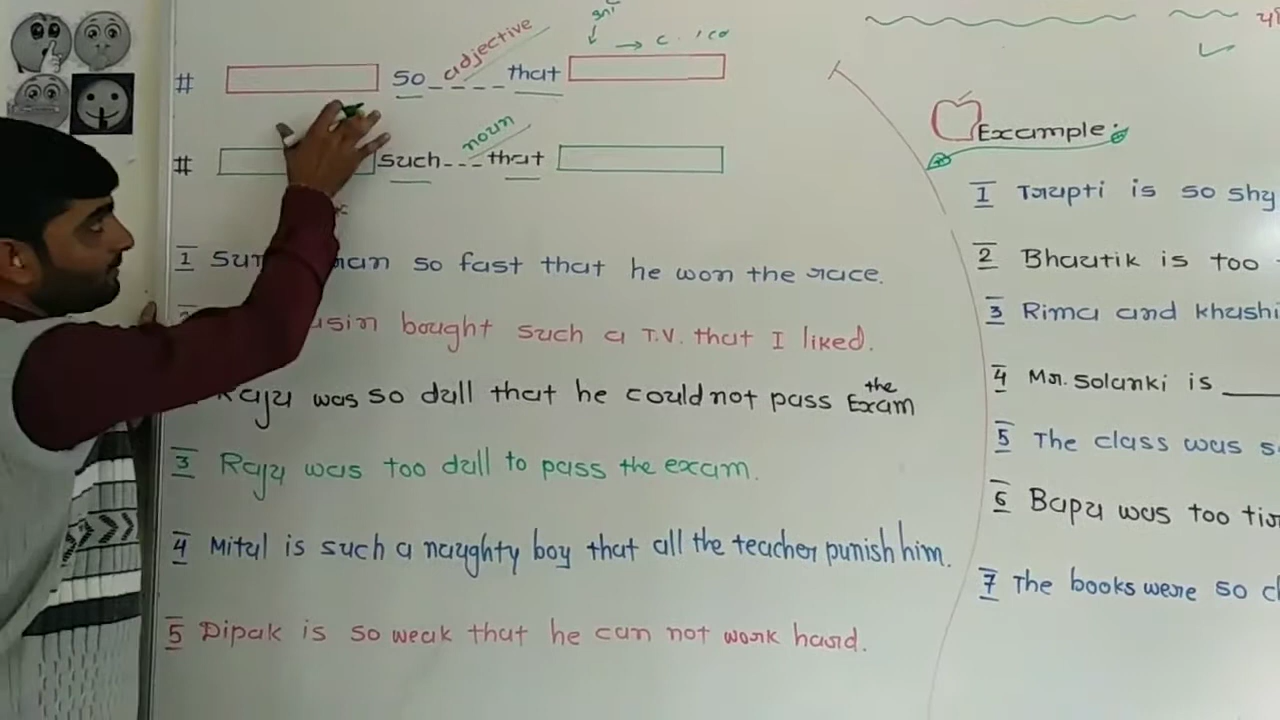 adjective
# so _ _ _ _ that
noun
# such _ _ _ that
1 ran so fast that he won the race.
bought such a T.V. that I liked.
Raju was so dull that he could not pass the Exam
3 Raju was too dull to pass the exam.
4 Mitul is such a naughty boy that all the teacher punish him.
5 Dipak is so weak that he can not work hard.
Example:
1 Trupti is so shy
2 Bhautik is too
3 Rima and khushi
4 Mr. Solanki is ____
5 The class was
6 Bapu was too
7 The books were so